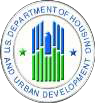 U.S. DEPARTMENT OF HOUSING
AND URBAN DEVELOPMENT